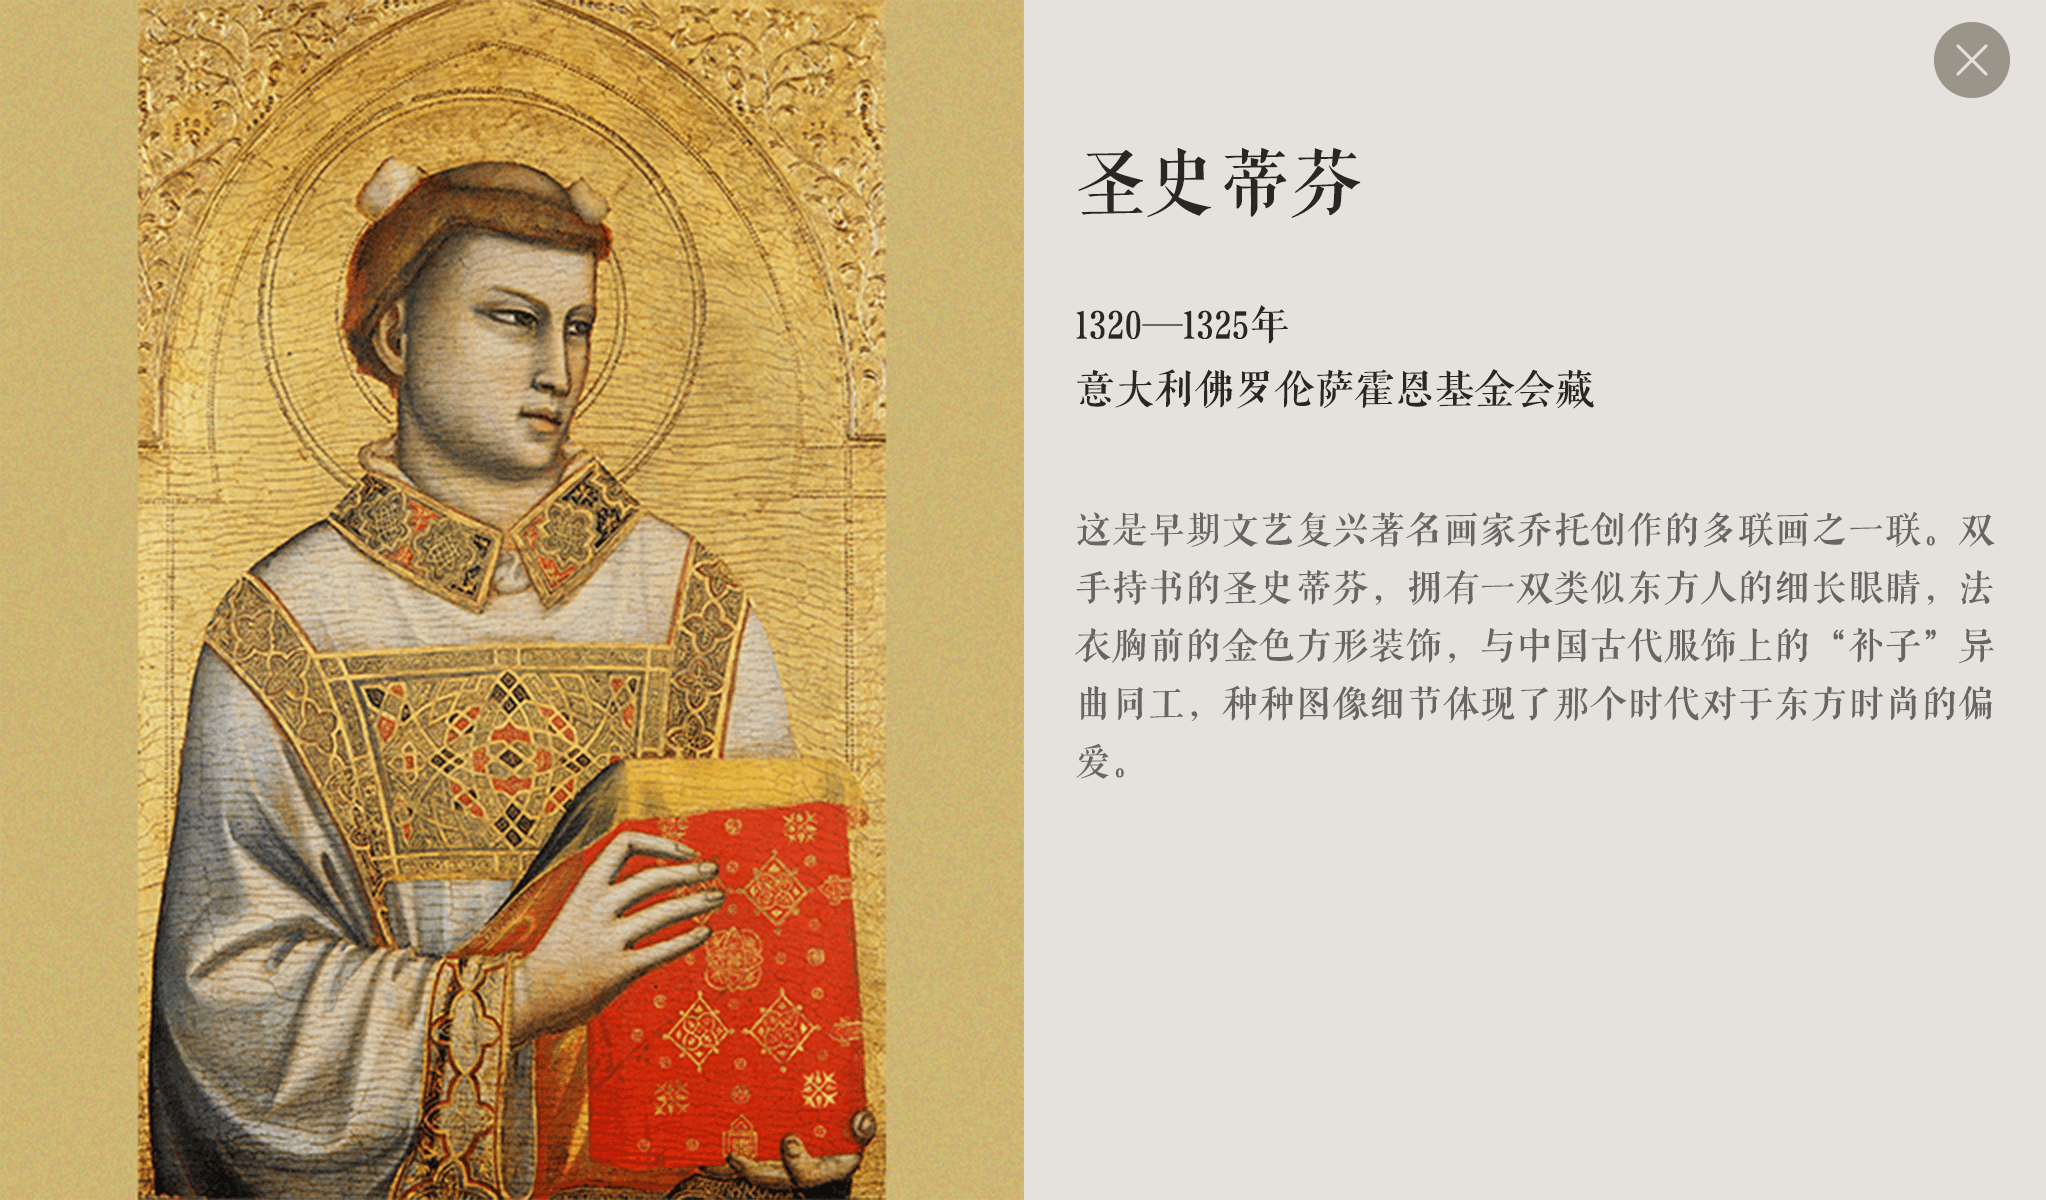 圣史蒂芬
1320—1325年
意大利佛罗伦萨霍恩基金会藏
这是早期文艺复兴著名画家乔托创作的多联画之一联。双
手持书的圣史蒂芬，拥有一双类似东方人的细长眼睛，法
衣胸前的金色方形装饰，与中国古代服饰上的“补子”异
曲同工，种种图像细节体现了那个时代对于东方时尚的偏
爱。